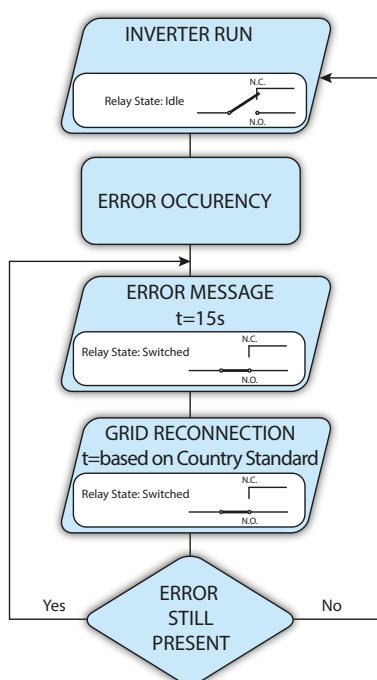 INVERTER RUN
N.C.
Relay State: Idle
N.O.
ERROR OCCURENCY
ERROR MESSAGE
t=15s
N.C.
Relay State: Switched
N.O.
GRID RECONNECTION
t=based on Country Standard
N.C.
Relay State: Switched
N.O.
Yes
ERROR
STILL
PRESENT
No